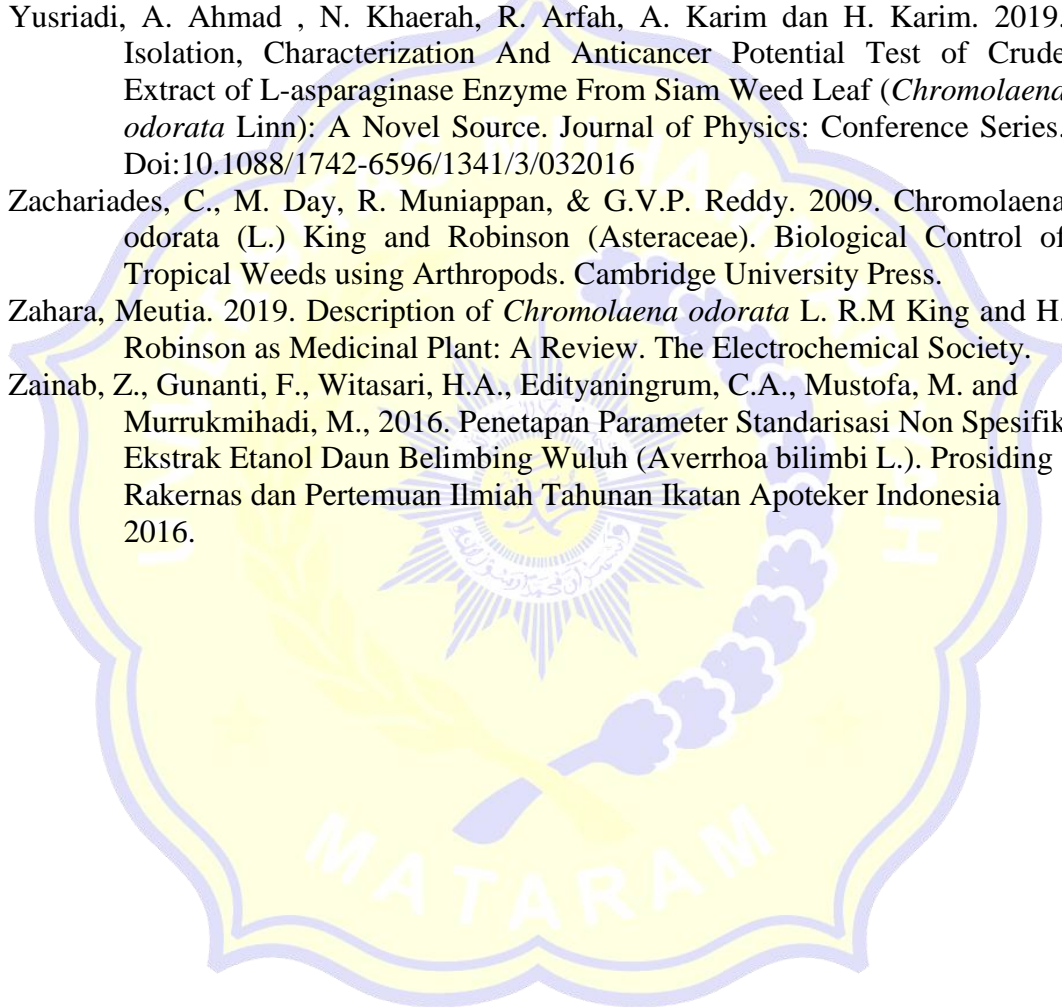 Yusriadi, A. Ahmad , N. Khaerah, R. Arfah, A. Karim dan H. Karim. 2019.
Isolation, Characterization And Anticancer Potential Test of Crude
Extract of L-asparaginase Enzyme From Siam Weed Leaf (Chromolaena
odorata Linn): A Novel Source. Journal of Physics: Conference Series.
Doi:10.1088/1742-6596/1341/3/032016
Zachariades, C., M. Day, R. Muniappan, & G.V.P. Reddy. 2009. Chromolaena
odorata (L.) King and Robinson (Asteraceae). Biological Control of
Tropical Weeds using Arthropods. Cambridge University Press.
Zahara, Meutia. 2019. Description of Chromolaena odorata L. R.M King and H.
Robinson as Medicinal Plant: A Review. The Electrochemical Society.
Zainab, Z., Gunanti, F., Witasari, H.A., Edityaningrum, C.A., Mustofa, M. and
Murrukmihadi, M., 2016. Penetapan Parameter Standarisasi Non Spesifik
Ekstrak Etanol Daun Belimbing Wuluh (Averrhoa bilimbi L.). Prosiding
Rakernas dan Pertemuan Ilmiah Tahunan Ikatan Apoteker Indonesia
2016.
MATARAM